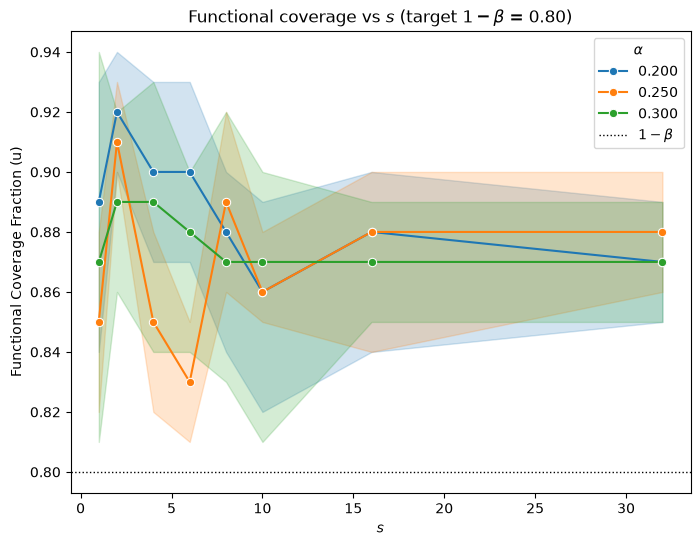 Functional coverage vs s (target 1 − β = 0.80)
α
0.200
0.250
0.300
1 − β
Functional Coverage Fraction (u)
0.94
0.92
0.90
0.88
0.86
0.84
0.82
0.80
0 5 10 15 20 25 30
s